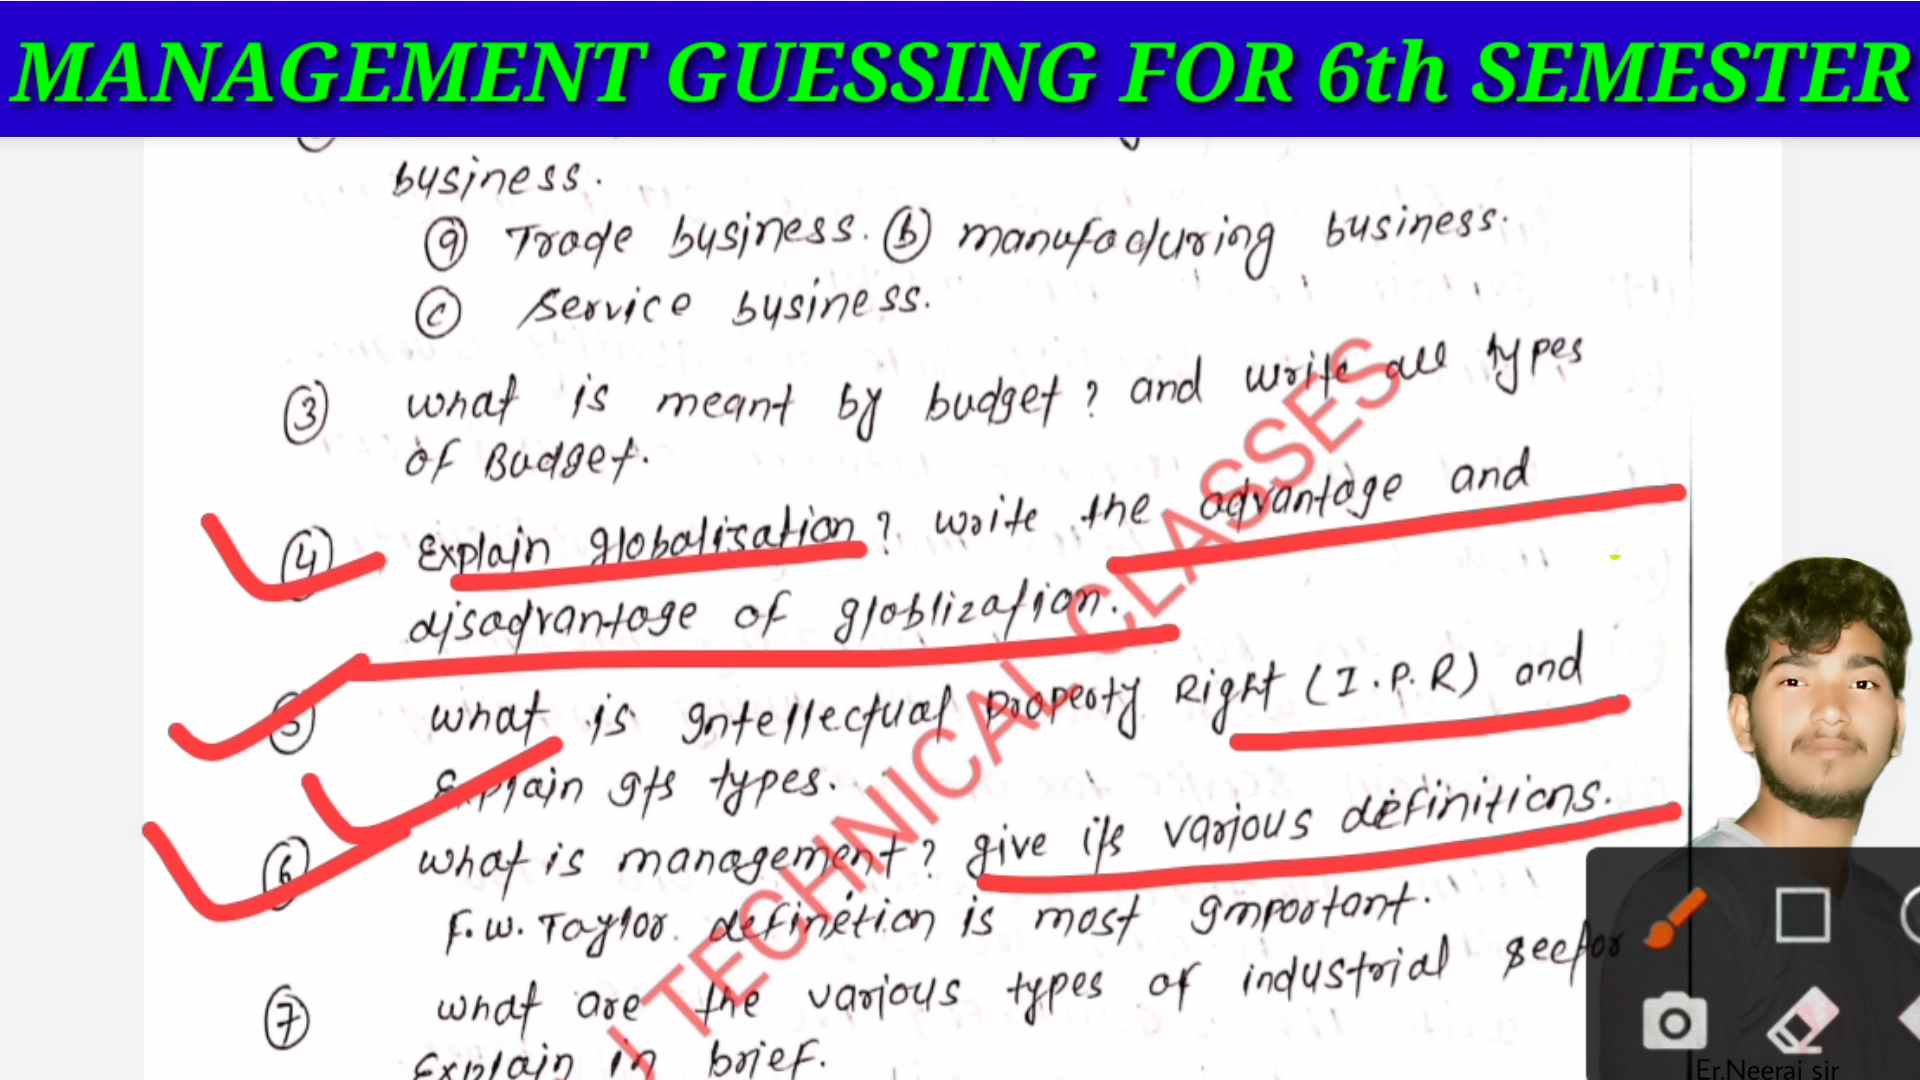 MANAGEMENT GUESSING FOR 6th SEMESTER
business.
(a) Trade business. (b) manufacturing business.
(c) Service business.
(3) what is meant by budget? and write all types
of Budget.
(4) Explain globalisation? write the advantage and
disadvantage of globlization.
(5) what is Intellectual Property Right (I.P.R) and
Explain its types.
(6) what is management? give its various definitions.
F.W. Taylor. definetion is most Important.
(7) what are the various types of industrial sector
Explain in brief.
TECHNICAL CLASSES
Er.Neeraj sir